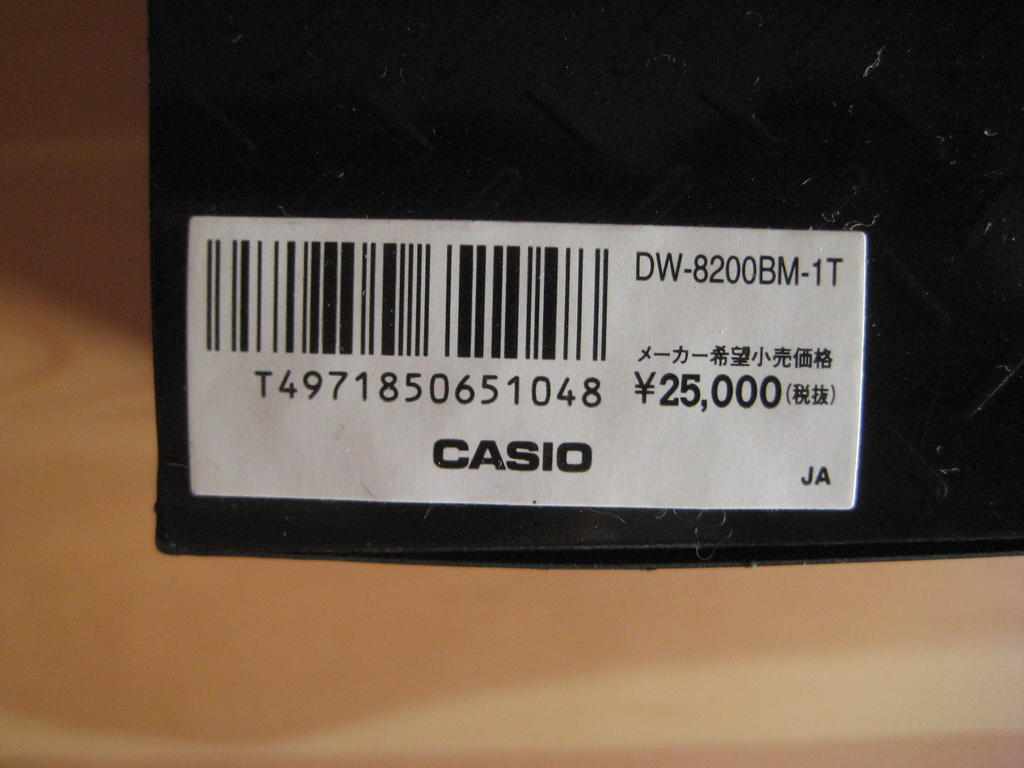 DW-8200BM-1T
メーカー希望小売価格
T4971850651048
¥25,000(税抜)
CASIO
JA